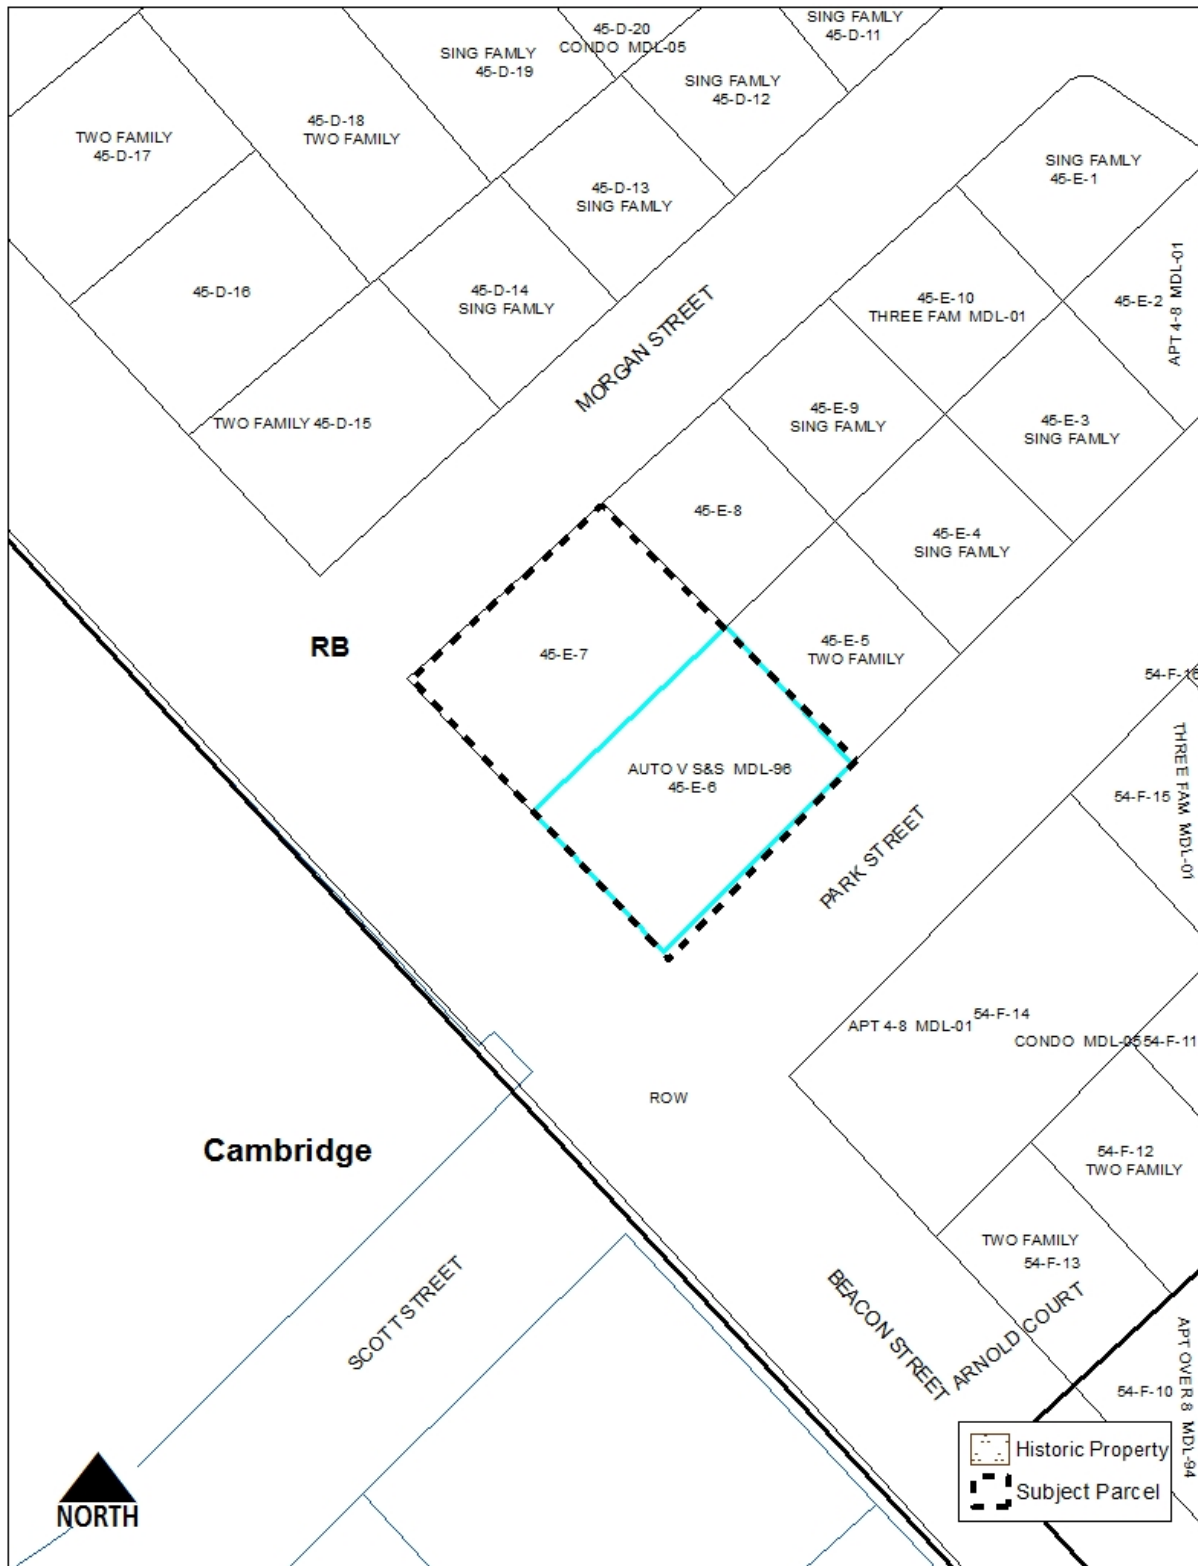 45-D-20
CONDO MDL-05
SING FAMILY
45-D-11
SING FAMLY
45-D-19
SING FAMILY
45-D-12
45-D-18
TWO FAMILY
TWO FAMILY
45-D-17
45-D-13
SING FAMLY
SING FAMILY
45-E-1
45-D-16
45-D-14
SING FAMLY
45-E-10
THREE FAM MDL-01
45-E-2
APT 4-8 MDL-01
MORGAN STREET
TWO FAMILY 45-D-15
45-E-9
SING FAMLY
45-E-3
SING FAMLY
45-E-8
45-E-4
SING FAMLY
RB
45-E-7
45-E-5
TWO FAMILY
54-F-16
AUTO V S&S MDL-96
45-E-6
54-F-15
THREE FAM MDL-01
PARK STREET
54-F-14
APT 4-8 MDL-01
CONDO MDL-05 54-F-11
ROW
Cambridge
54-F-12
TWO FAMILY
TWO FAMILY
54-F-13
SCOTT STREET
BEACON STREET
ARNOLD COURT
54-F-10
APT OVER 8 MDL-94
Historic Property
Subject Parcel
NORTH